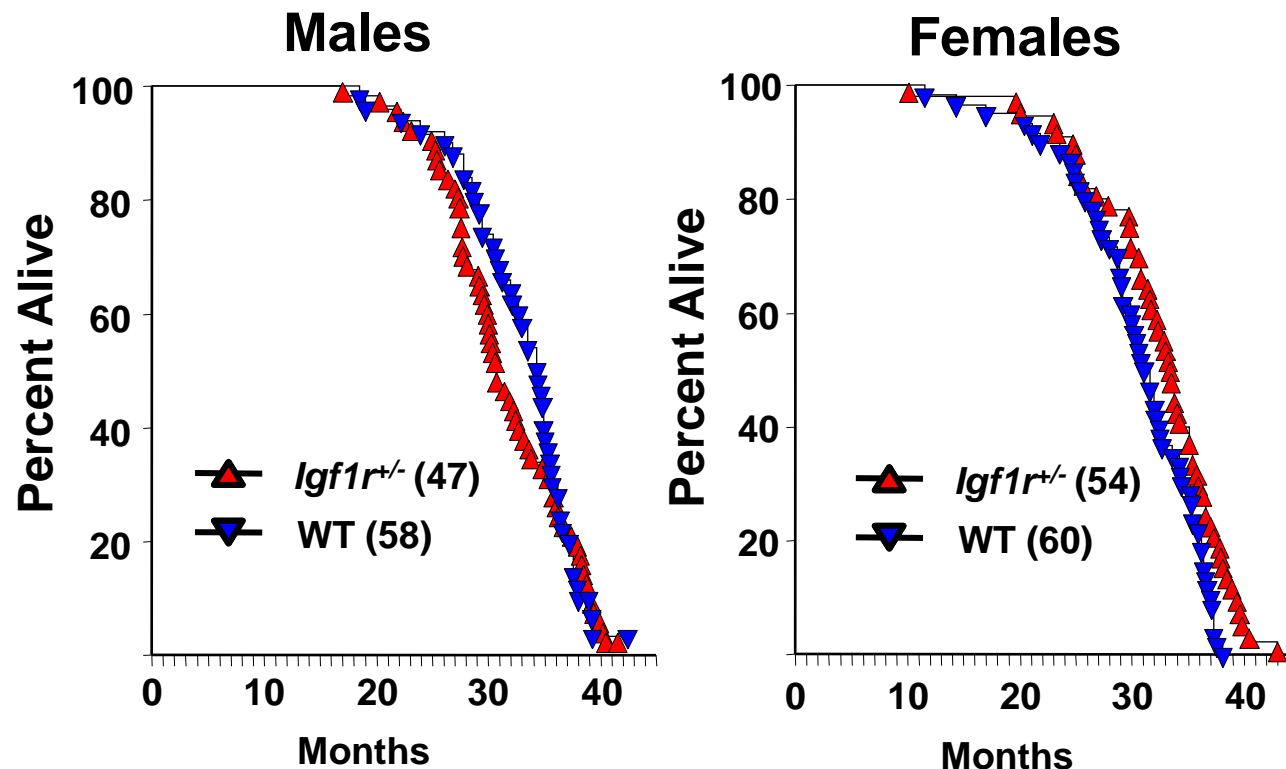 Males
Percent Alive
100
80
60
40
20
0
20
30
40
Months
Igf1r+/- (47)
WT (58)
Females
Percent Alive
100
80
60
40
20
0
10
20
30
40
Months
Igf1r+/- (54)
WT (60)